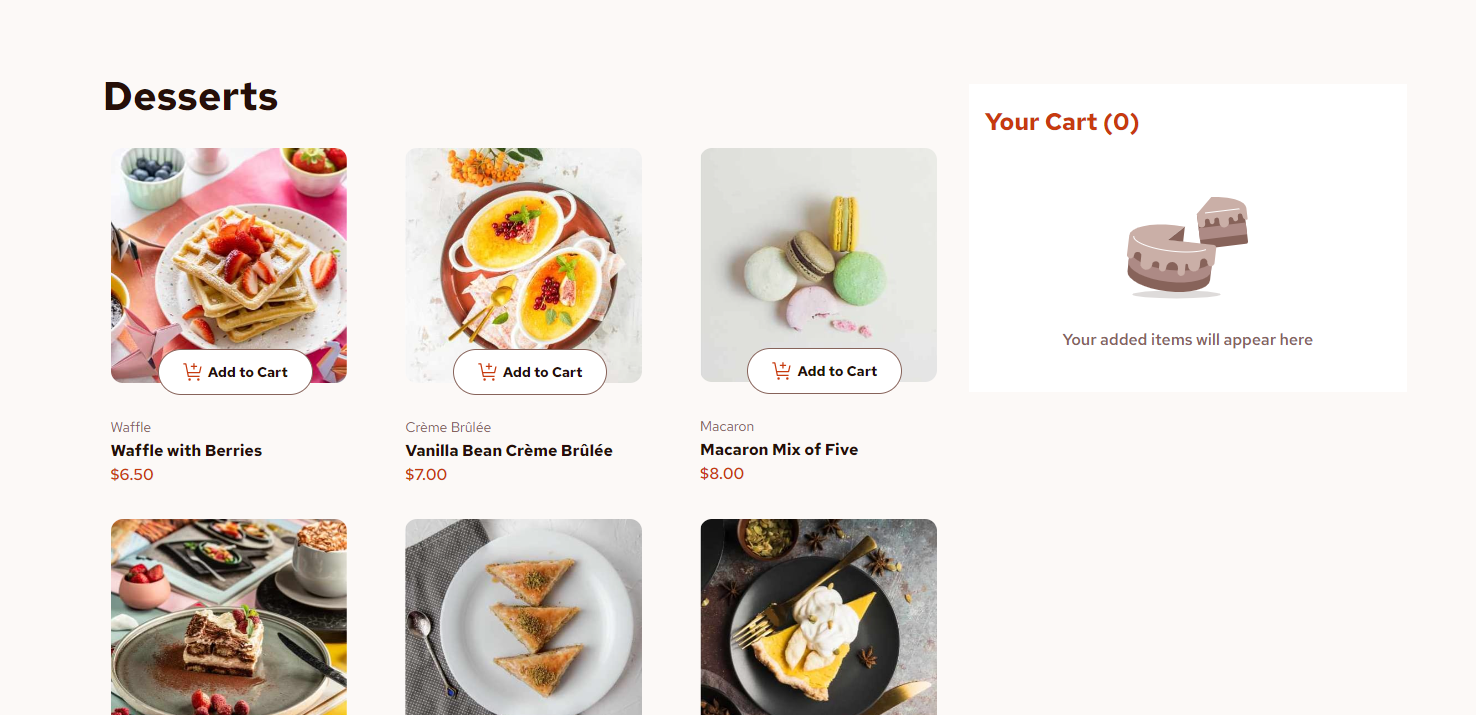 Desserts
Your Cart (0)
Your added items will appear here
Add to Cart
Waffle
Waffle with Berries
$6.50
Add to Cart
Crème Brûlée
Vanilla Bean Crème Brûlée
$7.00
Add to Cart
Macaron
Macaron Mix of Five
$8.00